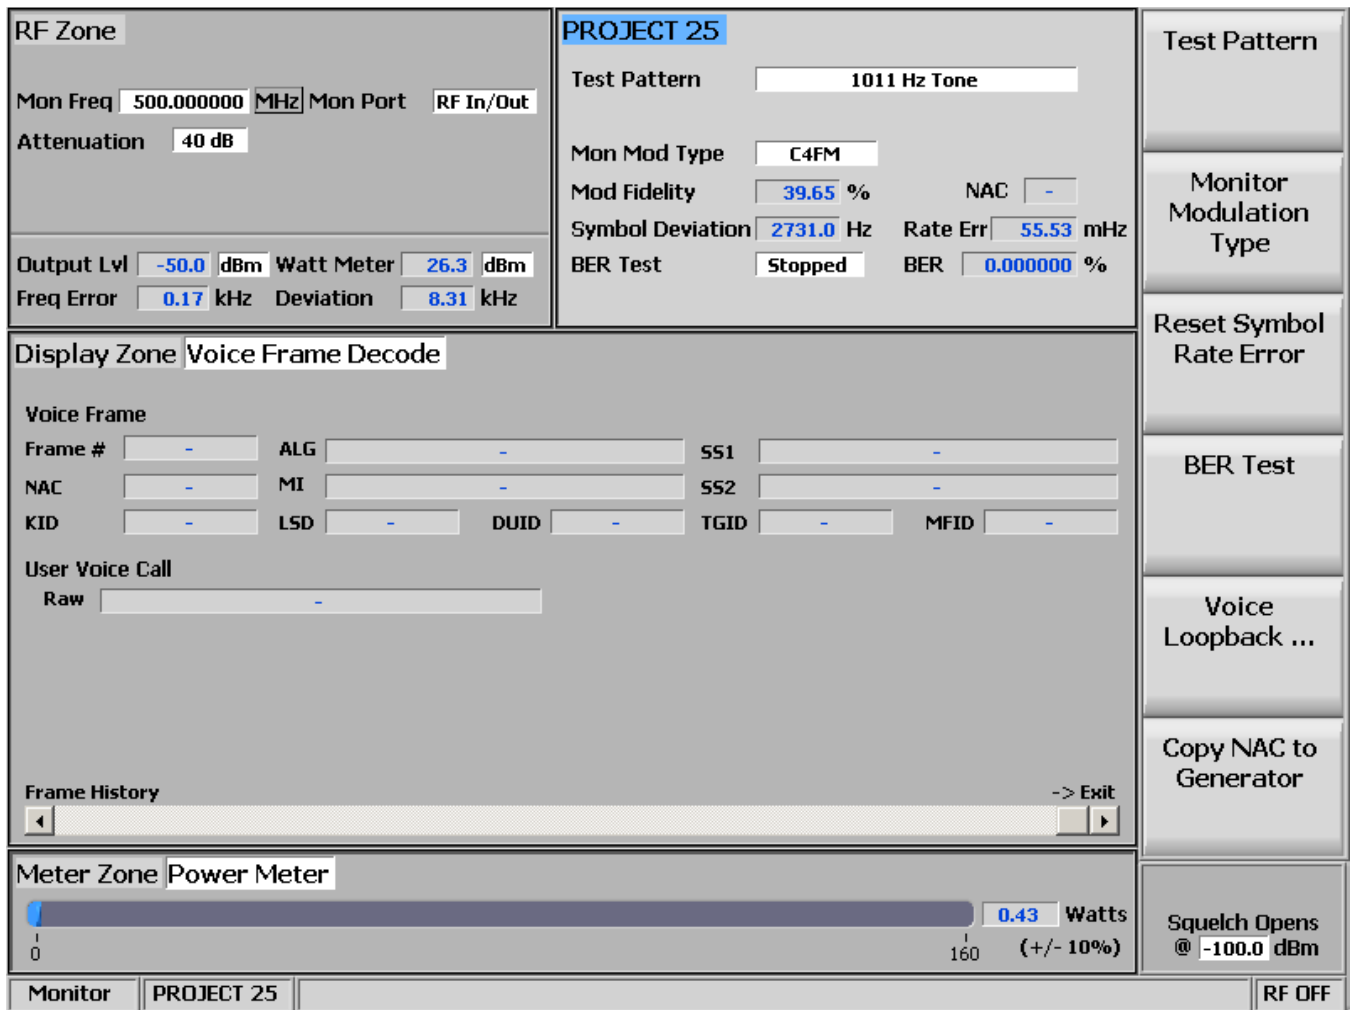 RF Zone
Mon Freq 500.000000 MHz Mon Port RF In/Out
Attenuation 40 dB
Output Lvl -50.0 dBm Watt Meter 26.3 dBm
Freq Error 0.17 kHz Deviation 8.31 kHz
PROJECT 25
Test Pattern 1011 Hz Tone
Mon Mod Type C4FM
Mod Fidelity 39.65 % NAC -
Symbol Deviation 2731.0 Hz Rate Err 55.53 mHz
BER Test Stopped BER 0.000000 %
Display Zone Voice Frame Decode
Voice Frame
Frame # - ALG - SS1 -
NAC - MI - SS2 -
KID - LSD - DUID - TGID - MFID -
User Voice Call
Raw -
Frame History -> Exit
Meter Zone Power Meter
0.43 Watts
0 160 (+/- 10%)
Test Pattern
Monitor
Modulation
Type
Reset Symbol
Rate Error
BER Test
Voice
Loopback ...
Copy NAC to
Generator
Squelch Opens
@ -100.0 dBm
Monitor PROJECT 25 RF OFF